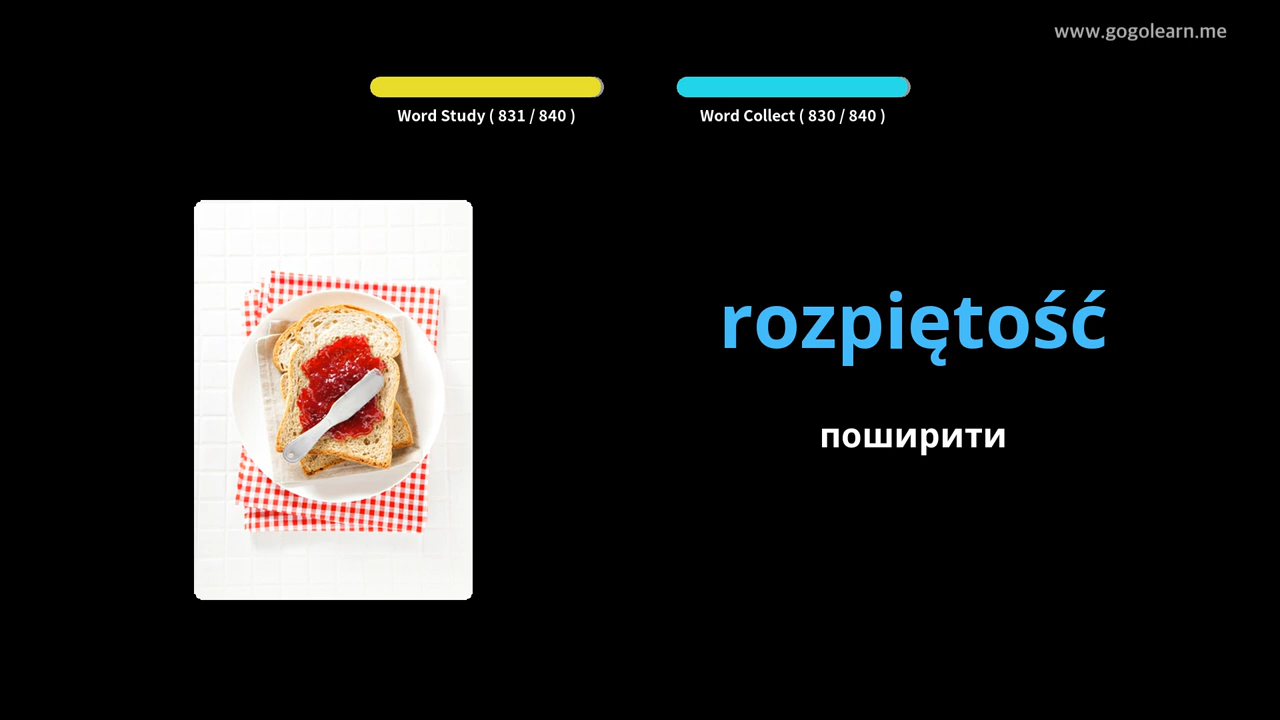 www.gogolearn.me
Word Study ( 831 / 840 )
Word Collect ( 830 / 840 )
rozpiętość
поширити